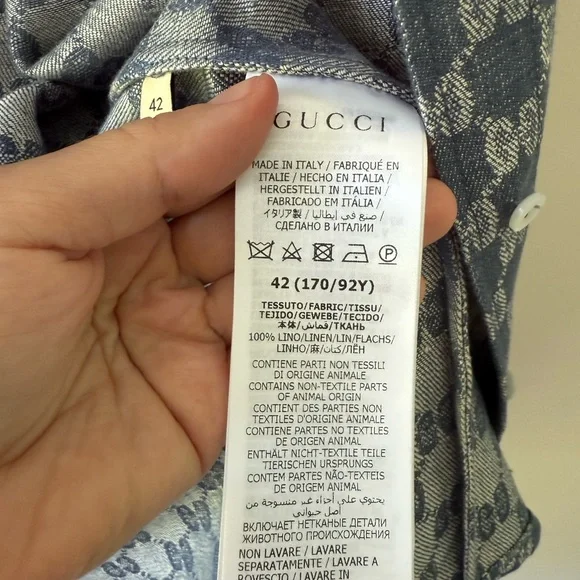 42
GUCCI
MADE IN ITALY / FABRIQUÉ EN
ITALIE / HECHO EN ITALIA /
HERGESTELLT IN ITALIEN /
FABRICADO EM ITÁLIA /
イタリア製 / صنع في إيطاليا /
СДЕЛАНО В ИТАЛИИ
P
42 (170/92Y)
TESSUTO/FABRIC/TISSU/
TEJIDO/GEWEBE/TECIDO/
本体/قماش/ТКАНЬ
100% LINO/LINEN/LIN/FLACHS/
LINHO/麻/كتان/ЛЁН
CONTIENE PARTI NON TESSILI
DI ORIGINE ANIMALE
CONTAINS NON-TEXTILE PARTS
OF ANIMAL ORIGIN
CONTIENT DES PARTIES NON
TEXTILES D'ORIGINE ANIMALE
CONTIENE PARTES NO TEXTILES
DE ORIGEN ANIMAL
ENTHÄLT NICHT-TEXTILE TEILE
TIERISCHEN URSPRUNGS
CONTEM PARTES NÃO-TEXTEIS
DE ORIGEM ANIMAL
يحتوي على أجزاء غير منسوجة من
أصل حيواني
ВКЛЮЧАЕТ НЕТКАНЫЕ ДЕТАЛИ
ЖИВОТНОГО ПРОИСХОЖДЕНИЯ
NON LAVARE / LAVARE
SEPARATAMENTE / LAVARE A
ROVESCIO / LAVARE IN